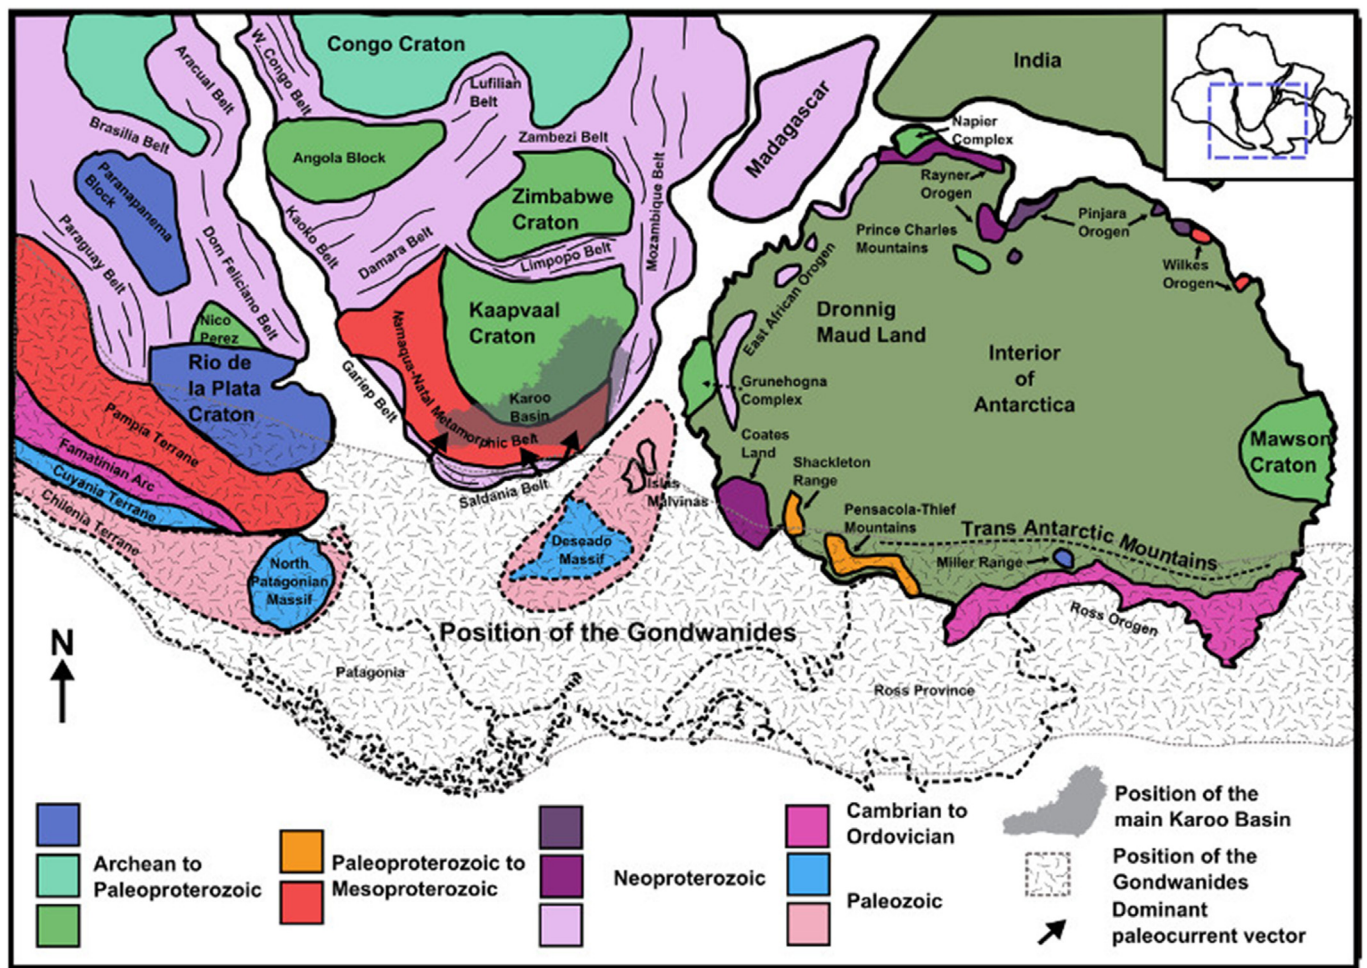 Congo Craton
India
W. Congo Belt
Aracual Belt
Lufilian
Belt
Madagascar
Napier
Complex
Brasilia Belt
Zambezi Belt
Angola Block
Paranapanema
Block
Zimbabwe
Craton
Mozambique Belt
Rayner
Orogen
Prince Charles
Mountains
Pinjara
Orogen
Kaoko Belt
Damara Belt
Limpopo Belt
Paraguay Belt
Dom Feliciano Belt
East African Orogen
Wilkes
Orogen
Kaapvaal
Craton
Dronnig
Maud Land
Nico
Perez
Namaqua-Natal Metamorphic Belt
Interior
of
Antarctica
Rio de
la Plata
Craton
Gariep Belt
Karoo
Basin
Grunehogna
Complex
Pampia Terrane
Famatinian Arc
Cuyania Terrane
Chilenia Terrane
Coates
Land
Mawson
Craton
Shackleton
Range
Saldania Belt
Islas
Malvinas
Pensacola-Thief
Mountains
Trans Antarctic Mountains
Deseado
Massif
Miller Range
North
Patagonian
Massif
Ross Orogen
Position of the Gondwanides
N
Patagonia
Ross Province
Archean to
Paleoproterozoic
Paleoproterozoic to
Mesoproterozoic
Neoproterozoic
Cambrian to
Ordovician
Paleozoic
Position of the
main Karoo Basin
Position of the
Gondwanides
Dominant
paleocurrent vector